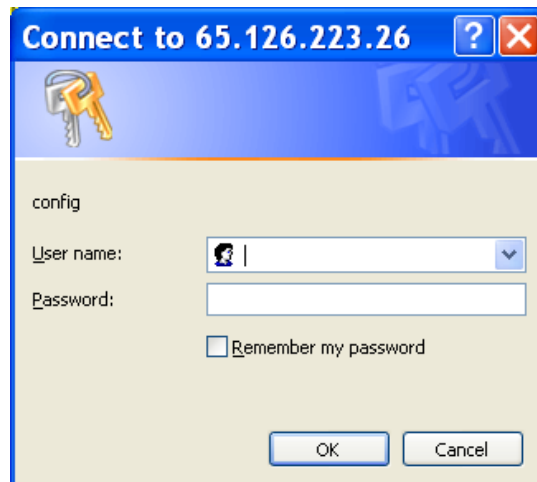 Connect to 65.126.223.26
config
User name:
Password:
Remember my password
OK Cancel